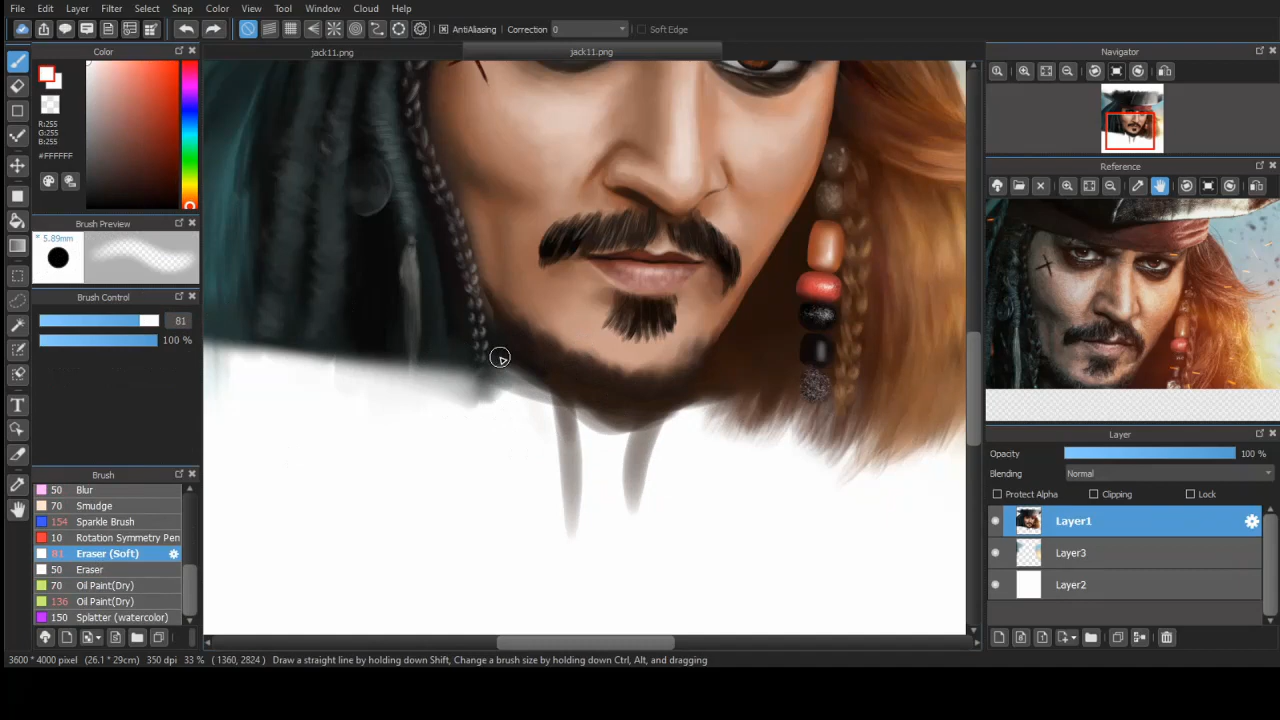 File Edit Layer Filter Select Snap Color View Tool Window Cloud Help
AntiAliasing Correction 0 Soft Edge
jack11.png jack11.png
Color
R:255
G:255
B:255
#FFFFFF
Brush Preview
* 5.89mm
Brush Control
81
100 %
Brush
50 Blur
70 Smudge
154 Sparkle Brush
10 Rotation Symmetry Pen
81 Eraser (Soft)
50 Eraser
70 Oil Paint(Dry)
136 Oil Paint(Dry)
150 Splatter (watercolor)
Navigator
Reference
Layer
Opacity 100 %
Blending Normal
Protect Alpha Clipping Lock
Layer1
Layer3
Layer2
3600 * 4000 pixel (26.1 * 29cm) 350 dpi 33 % ( 1360, 2824 ) Draw a straight line by holding down Shift, Change a brush size by holding down Ctrl, Alt, and dragging